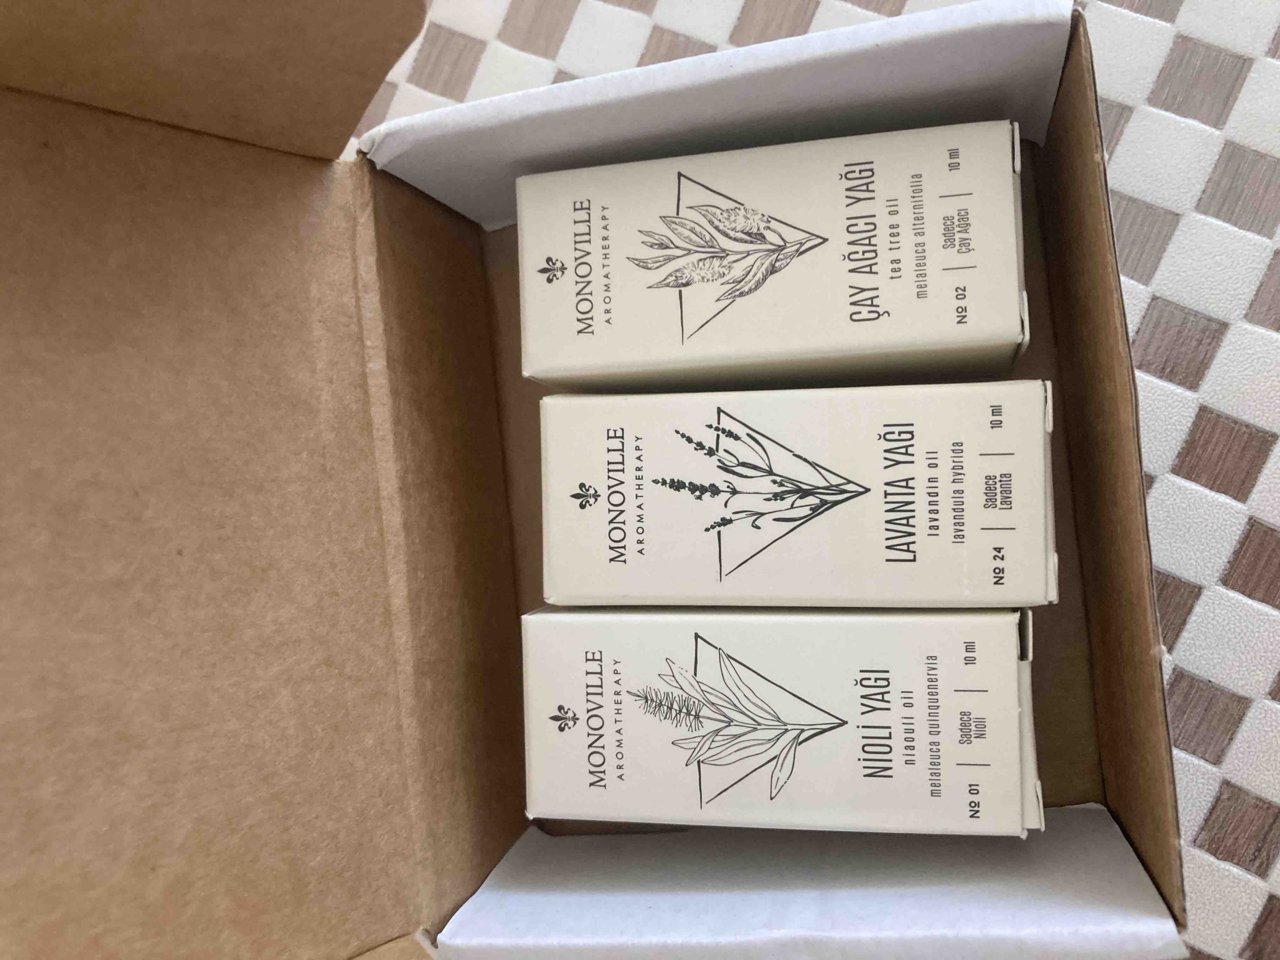 MONOVILLE
AROMATHERAPY
ÇAY AĞACI YAĞI
tea tree oil
melaleuca alternifolia
№ 02 | Sadece Çay Ağacı | 10 ml
MONOVILLE
AROMATHERAPY
LAVANTA YAĞI
lavandin oil
lavandula hybrida
№ 24 | Sadece Lavanta | 10 ml
MONOVILLE
AROMATHERAPY
NİOLİ YAĞI
niaouli oil
melaleuca quinquenervia
№ 01 | Sadece Nioli | 10 ml